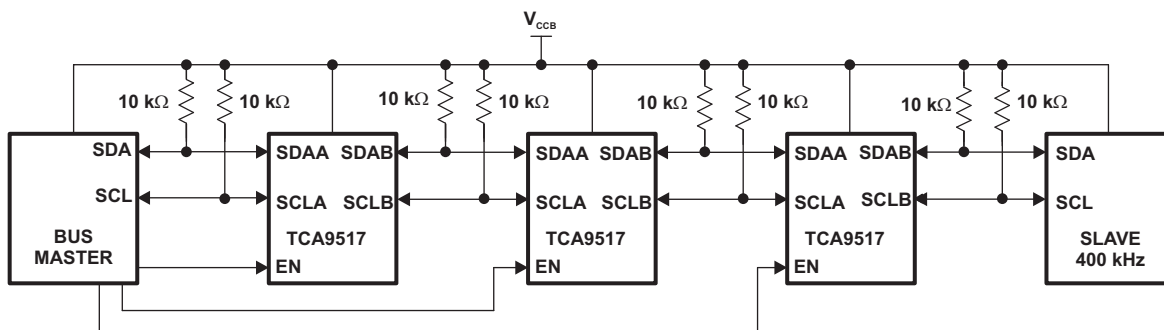 V_CCB
10 kΩ 10 kΩ 10 kΩ 10 kΩ 10 kΩ 10 kΩ 10 kΩ 10 kΩ
SDA SDAA SDAB SDAA SDAB SDAA SDAB SDA
SCL SCLA SCLB SCLA SCLB SCLA SCLB SCL
BUS
MASTER
TCA9517 TCA9517 TCA9517
SLAVE
400 kHz
EN EN EN